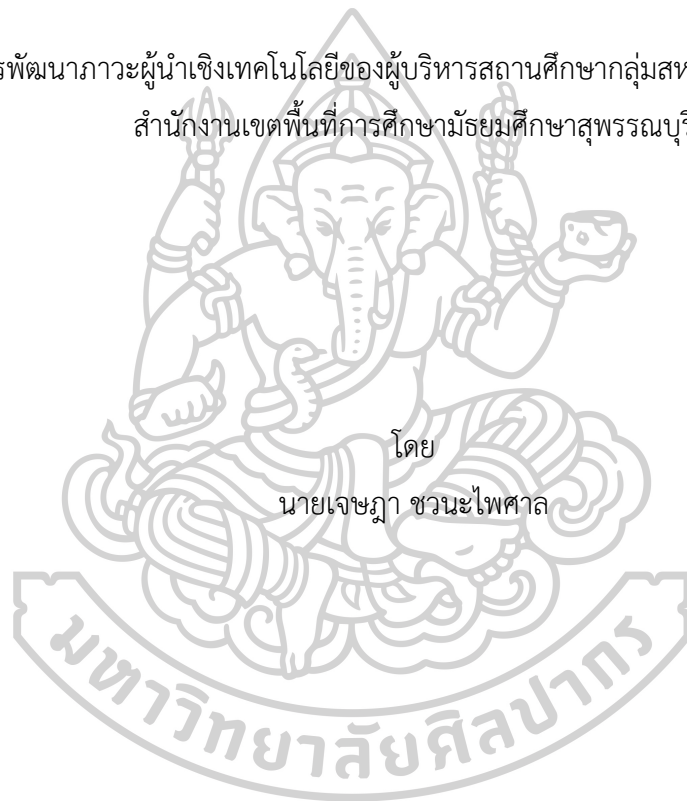 รพัฒนาภาวะผู้นำเชิงเทคโนโลยีของผู้บริหารสถานศึกษากลุ่มสห
สำนักงานเขตพื้นที่การศึกษามัธยมศึกษาสุพรรณบุรี
โดย
นายเจษฎา ชวนะไพศาล
มหาวิทยาลัยศิลปากร